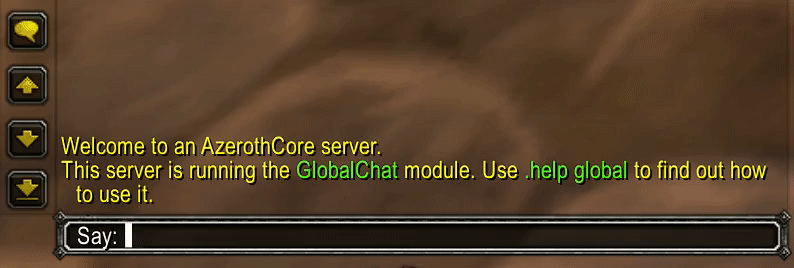 Welcome to an AzerothCore server.
This server is running the GlobalChat module. Use .help global to find out how
to use it.
Say: